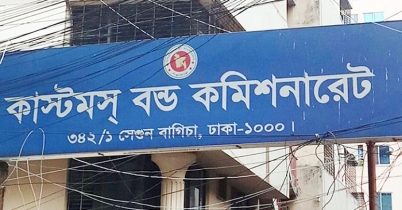 কাস্টমস্ বন্ড কমিশনারেট
৩৪২/১ সেগুন বাগিচা, ঢাকা-১০০০।